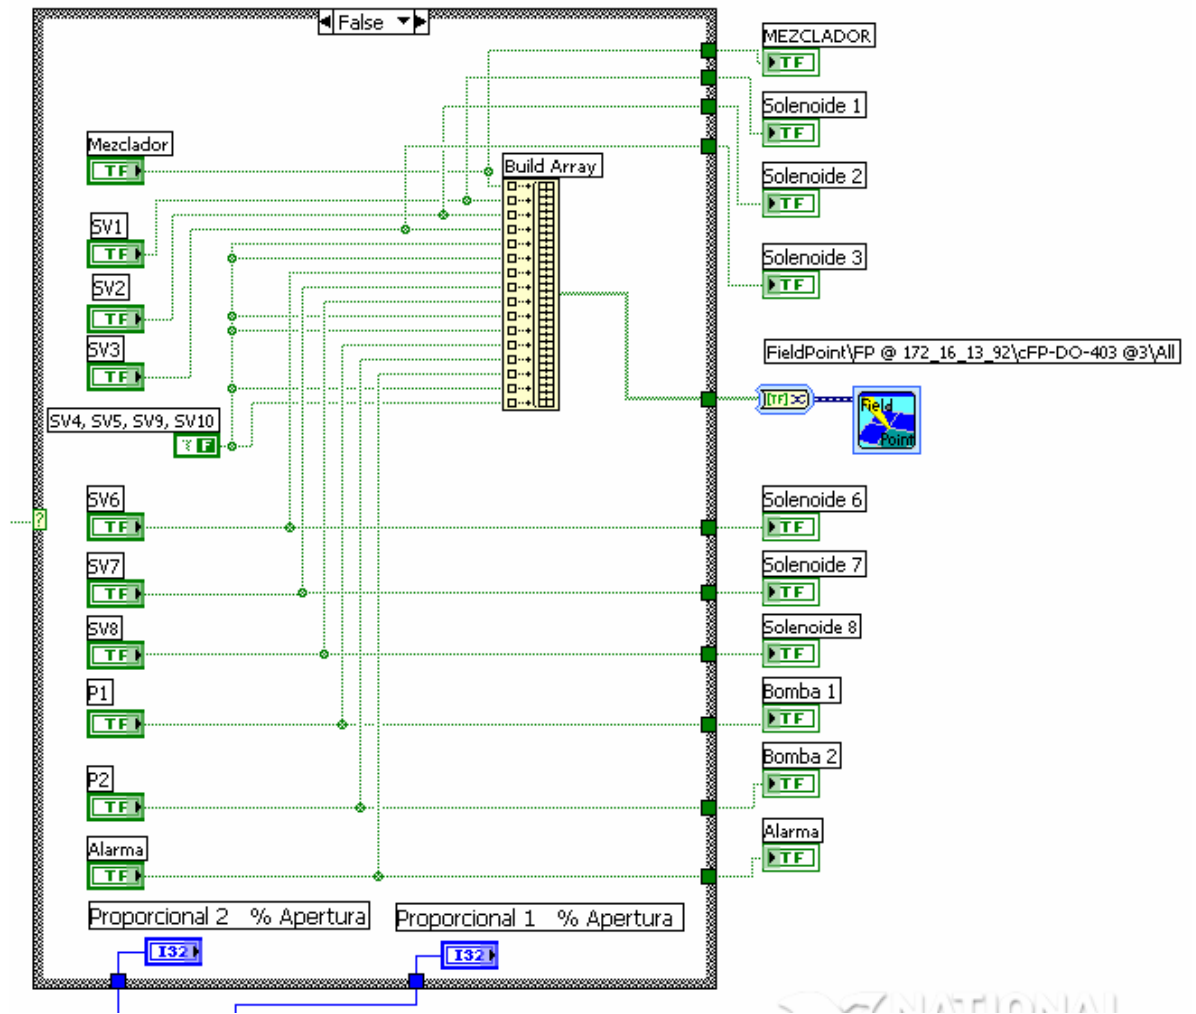 False
MEZCLADOR
TF
Solenoide 1
TF
Mezclador
TF
Build Array
Solenoide 2
TF
SV1
TF
Solenoide 3
TF
SV2
TF
SV3
TF
FieldPoint\FP @ 172_16_13_92\cFP-DO-403 @3\All
[TF]
Field
Point
SV4, SV5, SV9, SV10
F
?
SV6
TF
Solenoide 6
TF
SV7
TF
Solenoide 7
TF
SV8
TF
Solenoide 8
TF
P1
TF
Bomba 1
TF
P2
TF
Bomba 2
TF
Alarma
TF
Alarma
TF
Proporcional 2 % Apertura
I32
Proporcional 1 % Apertura
I32
NATIONAL